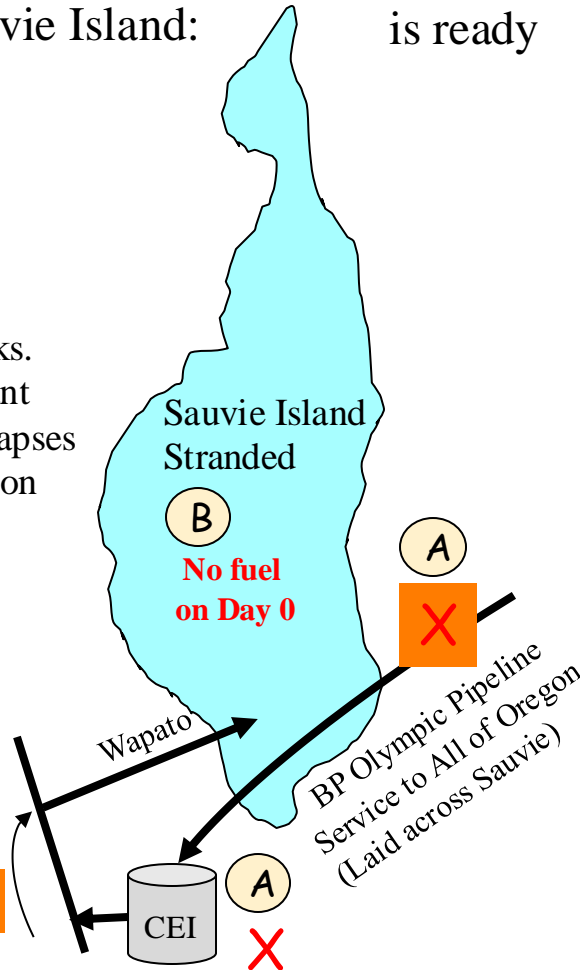 vie Island: is ready
ks.
nt
apses
on
Sauvie Island
Stranded
B
No fuel
on Day 0
A
X
Wapato
BP Olympic Pipeline
Service to All of Oregon
(Laid across Sauvie)
A
CEI
X